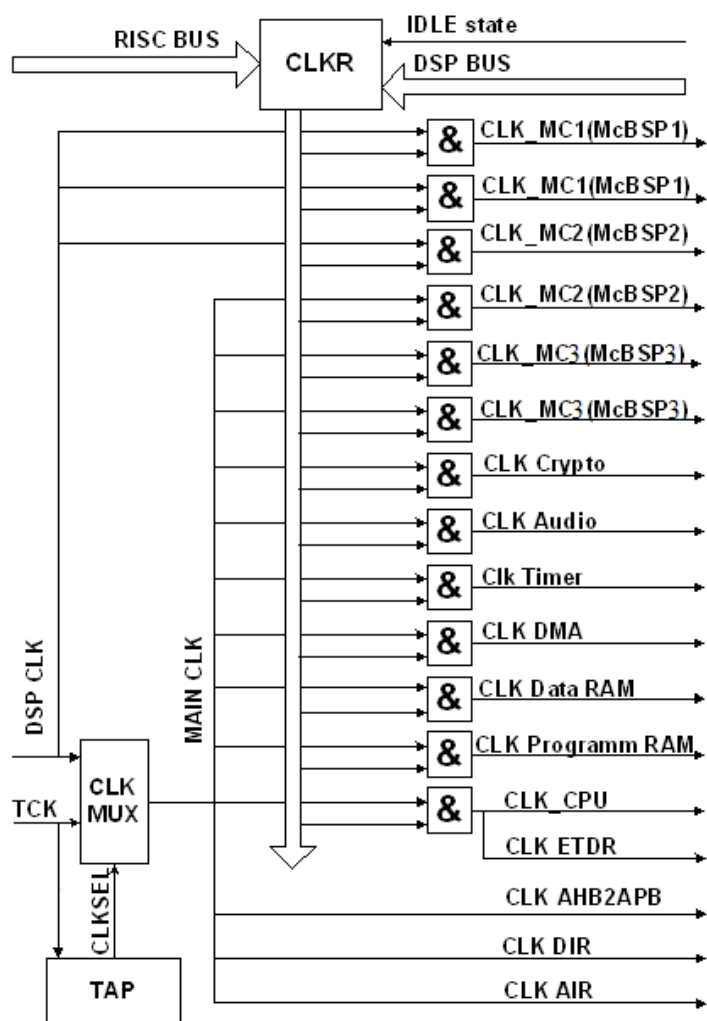 IDLE state
RISC BUS
CLKR
DSP BUS
& CLK_MC1(McBSP1)
& CLK_MC1(McBSP1)
& CLK_MC2(McBSP2)
& CLK_MC2(McBSP2)
& CLK_MC3(McBSP3)
& CLK_MC3(McBSP3)
& CLK Crypto
& CLK Audio
& Clk Timer
& CLK DMA
& CLK Data RAM
& CLK Programm RAM
& CLK_CPU
CLK ETDR
CLK AHB2APB
CLK DIR
CLK AIR
DSP CLK
MAIN CLK
CLK
MUX
TCK
CLKSEL
TAP